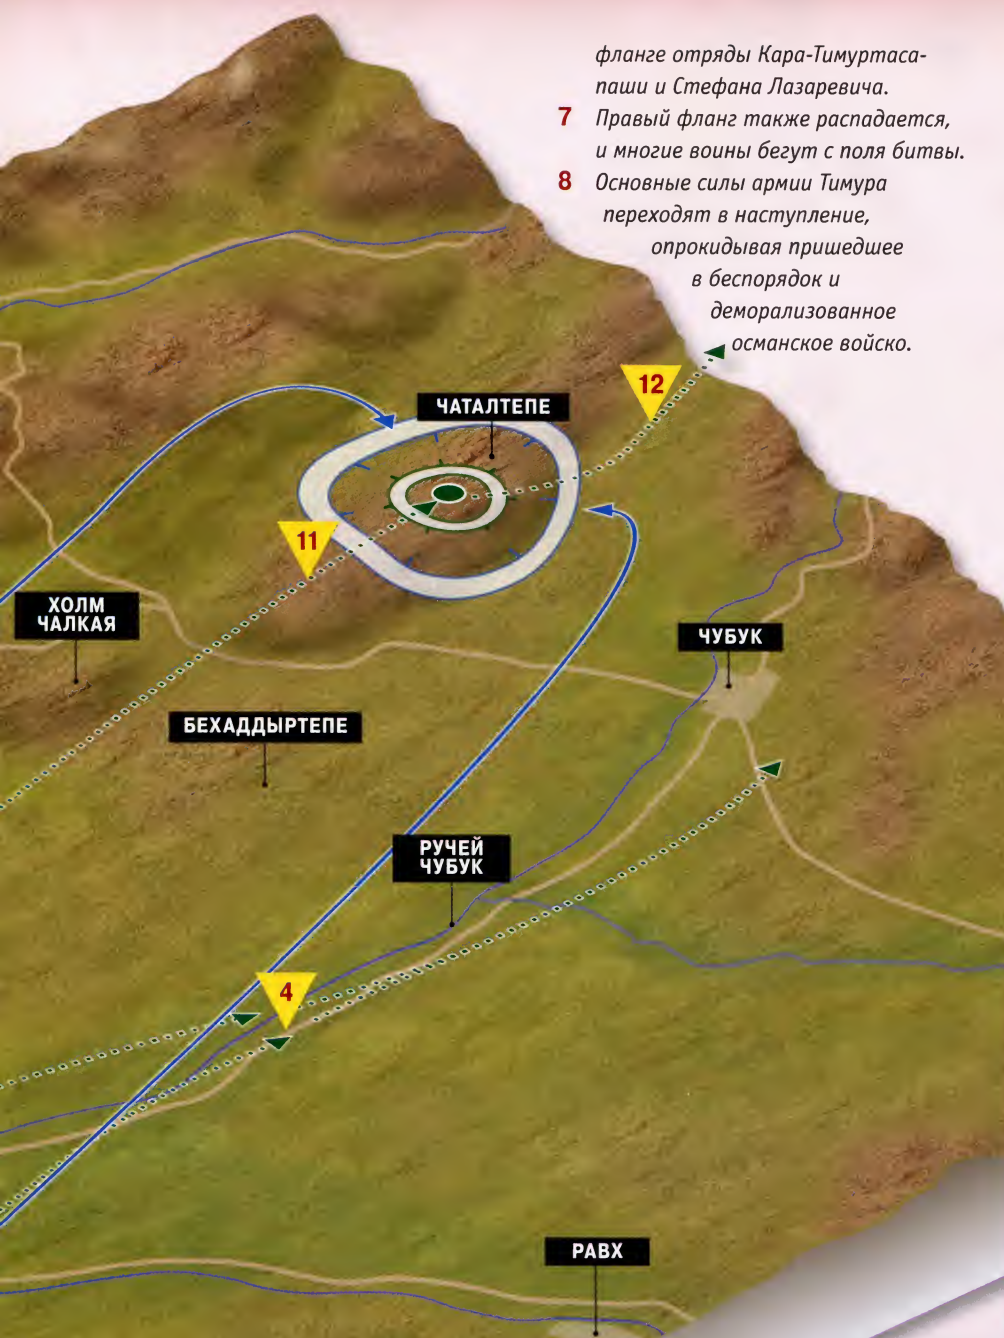 фланге отряды Кара-Тимуртаса-
паши и Стефана Лазаревича.
7 Правый фланг также распадается,
и многие воины бегут с поля битвы.
8 Основные силы армии Тимура
переходят в наступление,
опрокидывая пришедшее
в беспорядок и
деморализованное
османское войско.
12
ЧАТАЛТЕПЕ
11
ХОЛМ
ЧАЛКАЯ
ЧУБУК
БЕХАДДЫРТЕПЕ
РУЧЕЙ
ЧУБУК
4
РАВХ